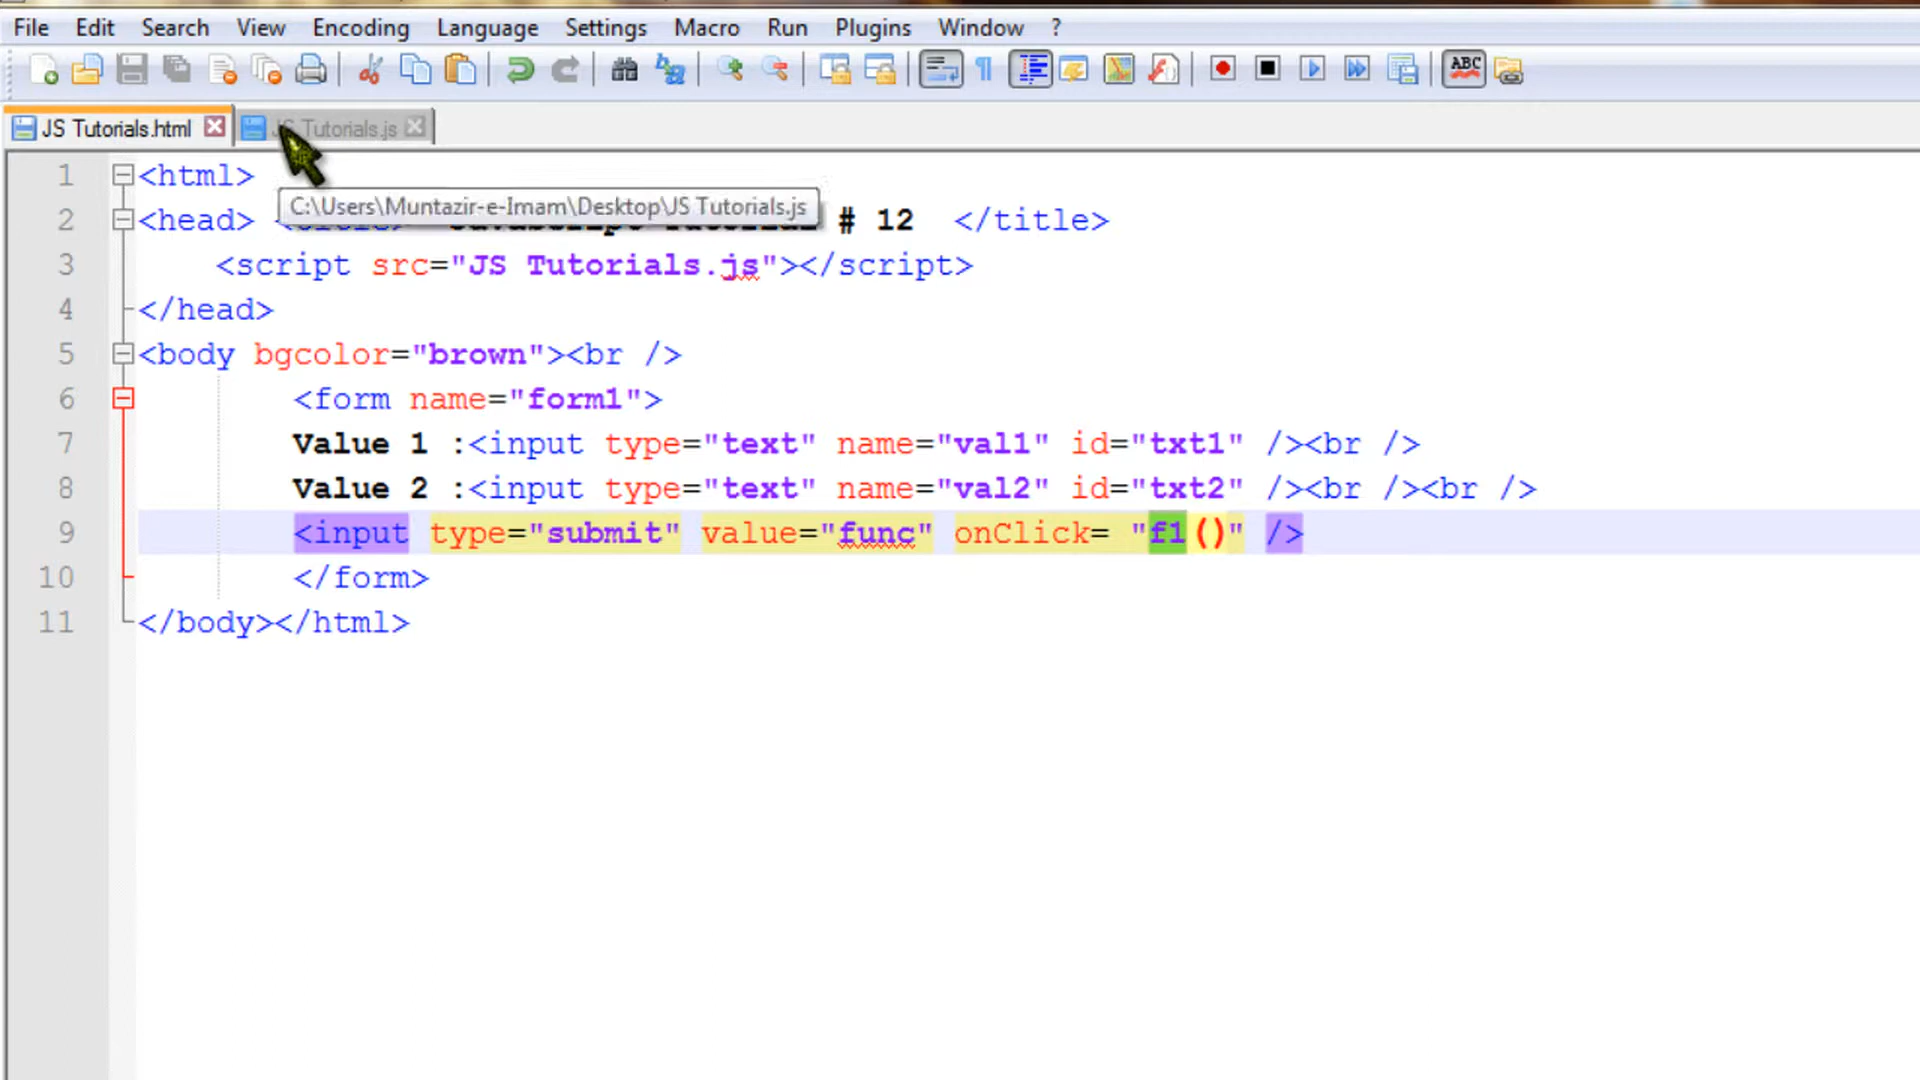 File Edit Search View Encoding Language Settings Macro Run Plugins Window ?
ABC
JS Tutorials.html JS Tutorials.js
1 <html>
C:\Users\Muntazir-e-Imam\Desktop\JS Tutorials.js
2 <head> # 12 </title>
3 <script src="JS Tutorials.js"></script>
4 </head>
5 <body bgcolor="brown"><br />
6 <form name="form1">
7 Value 1 :<input type="text" name="val1" id="txt1" /><br />
8 Value 2 :<input type="text" name="val2" id="txt2" /><br /><br />
9 <input type="submit" value="func" onClick= "f1()" />
10 </form>
11 </body></html>